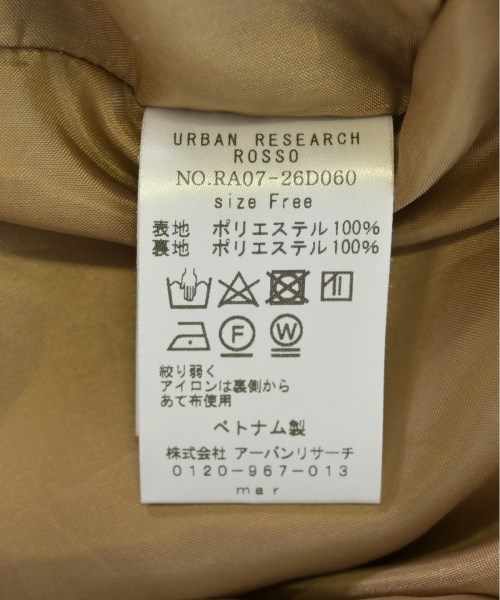 URBAN RESEARCH
ROSSO
NO.RA07-26D060
size Free
表地 ポリエステル100%
裏地 ポリエステル100%
F W
絞り弱く
アイロンは裏側から
あて布使用
ベトナム製
株式会社 アーバンリサーチ
0120-967-013
mar